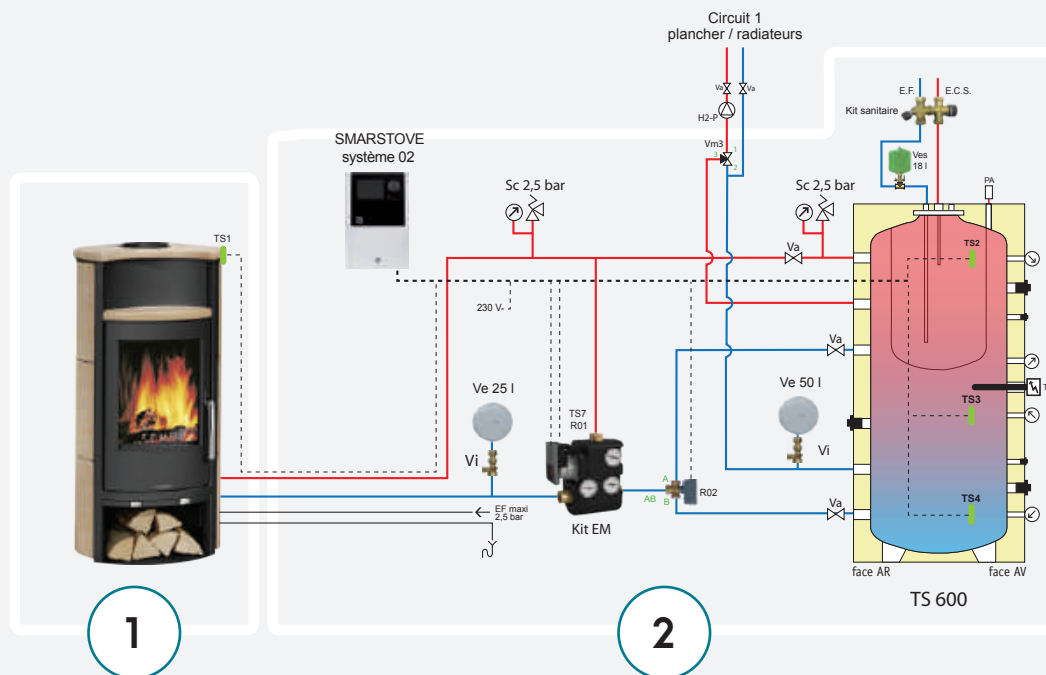 Circuit 1
plancher / radiateurs
Va
Va
H2-P
Vm3
1
3
2
E.F.
E.C.S.
Kit sanitaire
Ves
18 l
PA
SMARSTOVE
système 02
Sc 2,5 bar
Sc 2,5 bar
TS1
Va
TS2
230 V~
Va
Ve 25 l
Ve 50 l
TS7
R01
TS3
T
Vi
Vi
A
AB
B
R02
TS4
EF maxi
2,5 bar
Va
Kit EM
face AR
face AV
TS 600
1
2